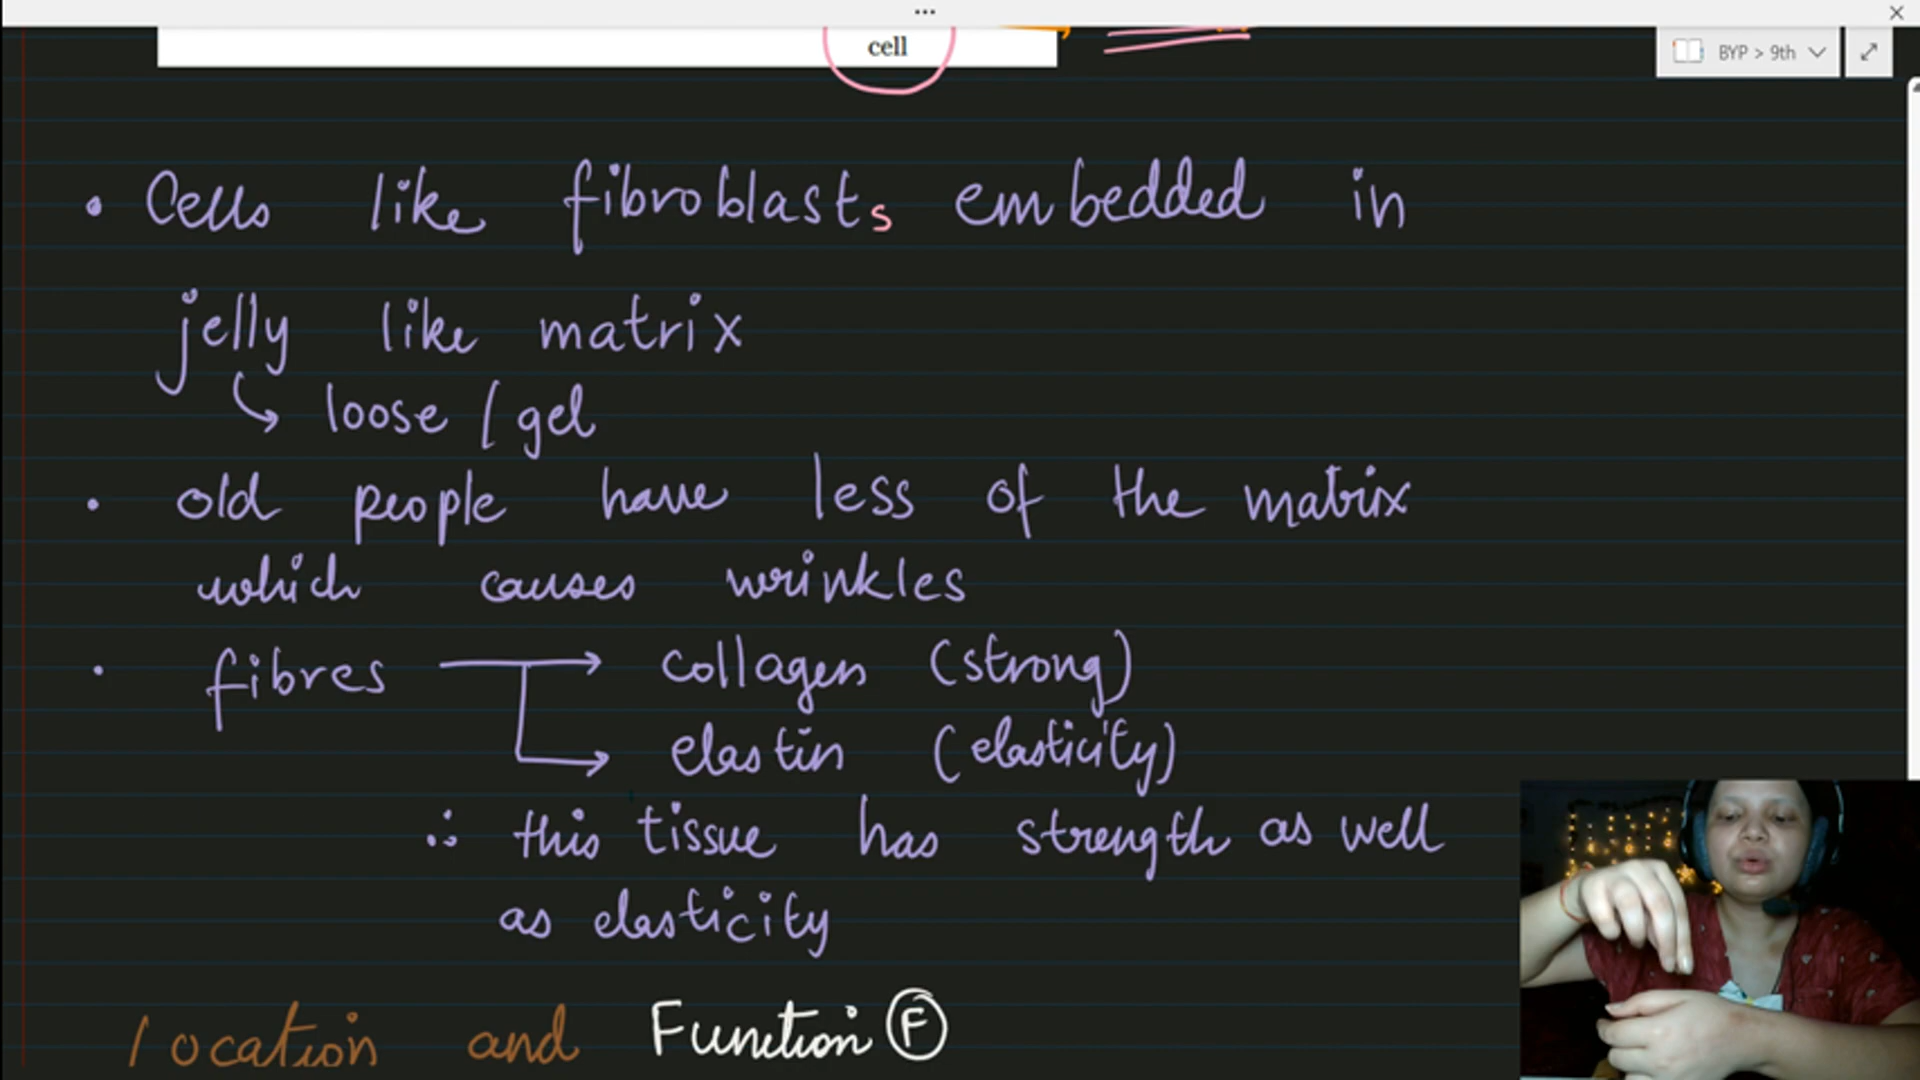 cell
BYP > 9th
• Cells like fibroblasts embedded in
jelly like matrix
↳ loose / gel
• old people have less of the matrix
which causes wrinkles
• fibres → collagen (strong)
→ elastin (elasticity)
∴ this tissue has strength as well
as elasticity
location and Function Ⓕ